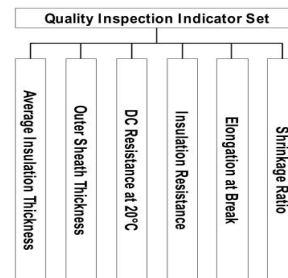 Quality Inspection Indicator Set
Average Insulation Thickness
Outer Sheath Thickness
DC Resistance at 20°C
Insulation Resistance
Elongation at Break
Shrinkage Ratio